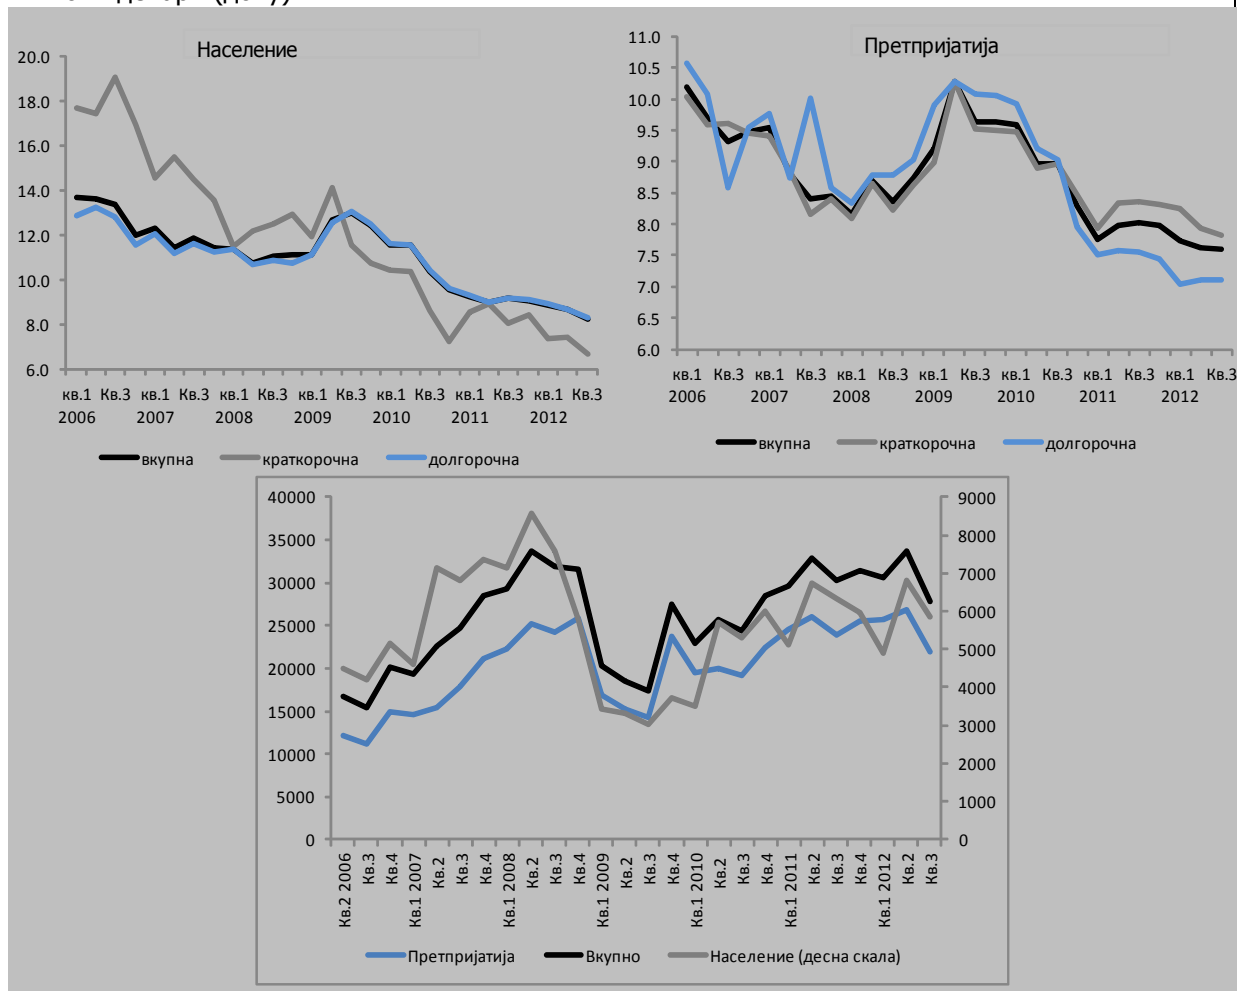 Население
20.0
18.0
16.0
14.0
12.0
10.0
8.0
6.0
кв.1 Кв.3 кв.1 Кв.3 кв.1 Кв.3 кв.1 Кв.3 кв.1 Кв.3 кв.1 Кв.3 кв.1 Кв.3
2006 2007 2008 2009 2010 2011 2012
вкупна краткорочна долгорочна
Претпријатија
11.0
10.5
10.0
9.5
9.0
8.5
8.0
7.5
7.0
6.5
6.0
кв.1 Кв.3 кв.1 Кв.3 кв.1 Кв.3 кв.1 Кв.3 кв.1 Кв.3 кв.1 Кв.3 кв.1 Кв.3
2006 2007 2008 2009 2010 2011 2012
вкупна краткорочна долгорочна
40000 9000
35000 8000
30000 7000
25000 6000
20000 5000
15000 4000
10000 3000
5000 2000
0 1000
0
Кв.2 2006
Кв.3
Кв.4
Кв.1 2007
Кв.2
Кв.3
Кв.4
Кв.1 2008
Кв.2
Кв.3
Кв.4
Кв.1 2009
Кв.2
Кв.3
Кв.4
Кв.1 2010
Кв.2
Кв.3
Кв.4
Кв.1 2011
Кв.2
Кв.3
Кв.4
Кв.1 2012
Кв.2
Кв.3
Претпријатија Вкупно Население (десна скала)